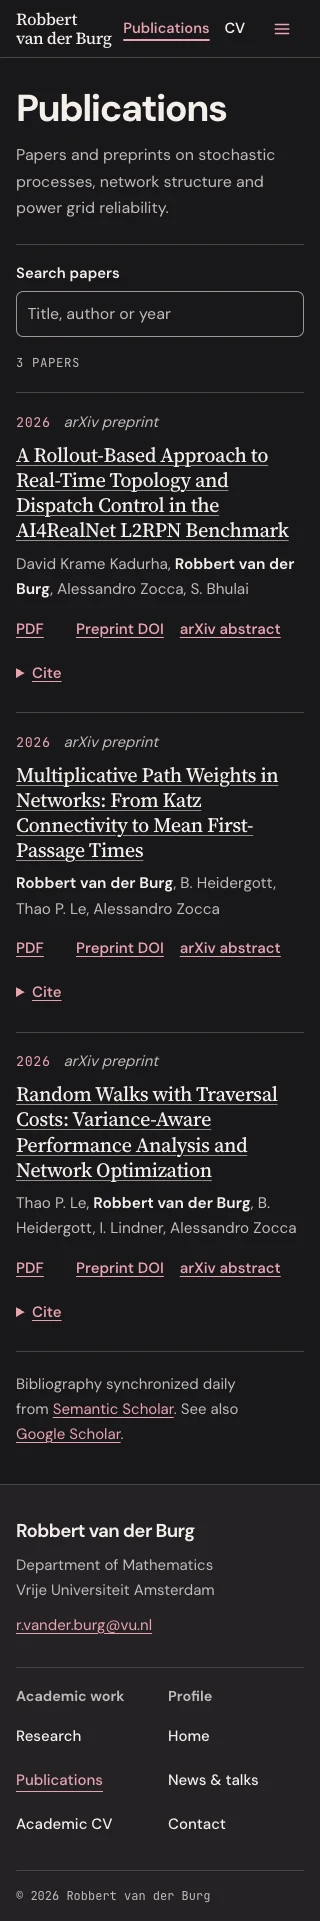 Robbert
van der Burg
Publications
CV
Publications
Papers and preprints on stochastic
processes, network structure and
power grid reliability.
Search papers
Title, author or year
3 PAPERS
2026 arXiv preprint
A Rollout-Based Approach to
Real-Time Topology and
Dispatch Control in the
AI4RealNet L2RPN Benchmark
David Krame Kadurha, Robbert van der
Burg, Alessandro Zocca, S. Bhulai
PDF Preprint DOI arXiv abstract
Cite
2026 arXiv preprint
Multiplicative Path Weights in
Networks: From Katz
Connectivity to Mean First-
Passage Times
Robbert van der Burg, B. Heidergott,
Thao P. Le, Alessandro Zocca
PDF Preprint DOI arXiv abstract
Cite
2026 arXiv preprint
Random Walks with Traversal
Costs: Variance-Aware
Performance Analysis and
Network Optimization
Thao P. Le, Robbert van der Burg, B.
Heidergott, I. Lindner, Alessandro Zocca
PDF Preprint DOI arXiv abstract
Cite
Bibliography synchronized daily
from Semantic Scholar. See also
Google Scholar.
Robbert van der Burg
Department of Mathematics
Vrije Universiteit Amsterdam
r.vander.burg@vu.nl
Academic work Profile
Research Home
Publications News & talks
Academic CV Contact
© 2026 Robbert van der Burg